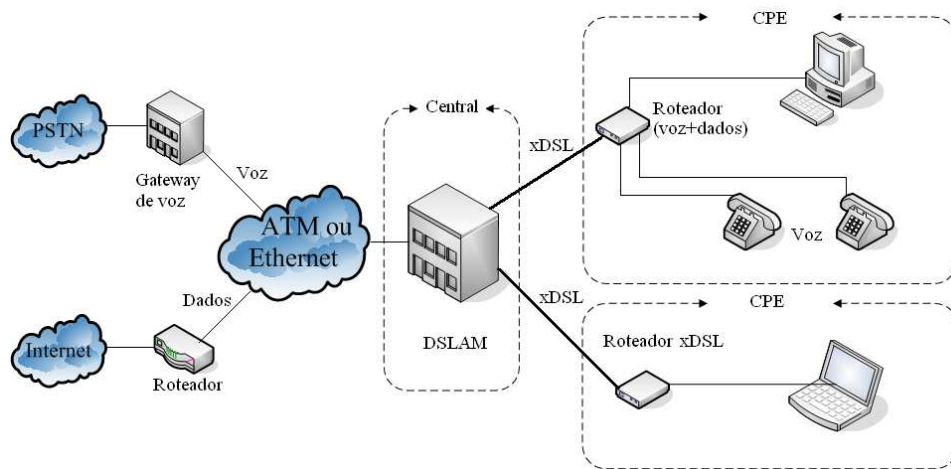 CPE
Central
PSTN
Gateway
de voz
Voz
xDSL
Roteador
(voz+dados)
Voz
ATM ou
Ethernet
Dados
Internet
Roteador
DSLAM
xDSL
CPE
Roteador xDSL